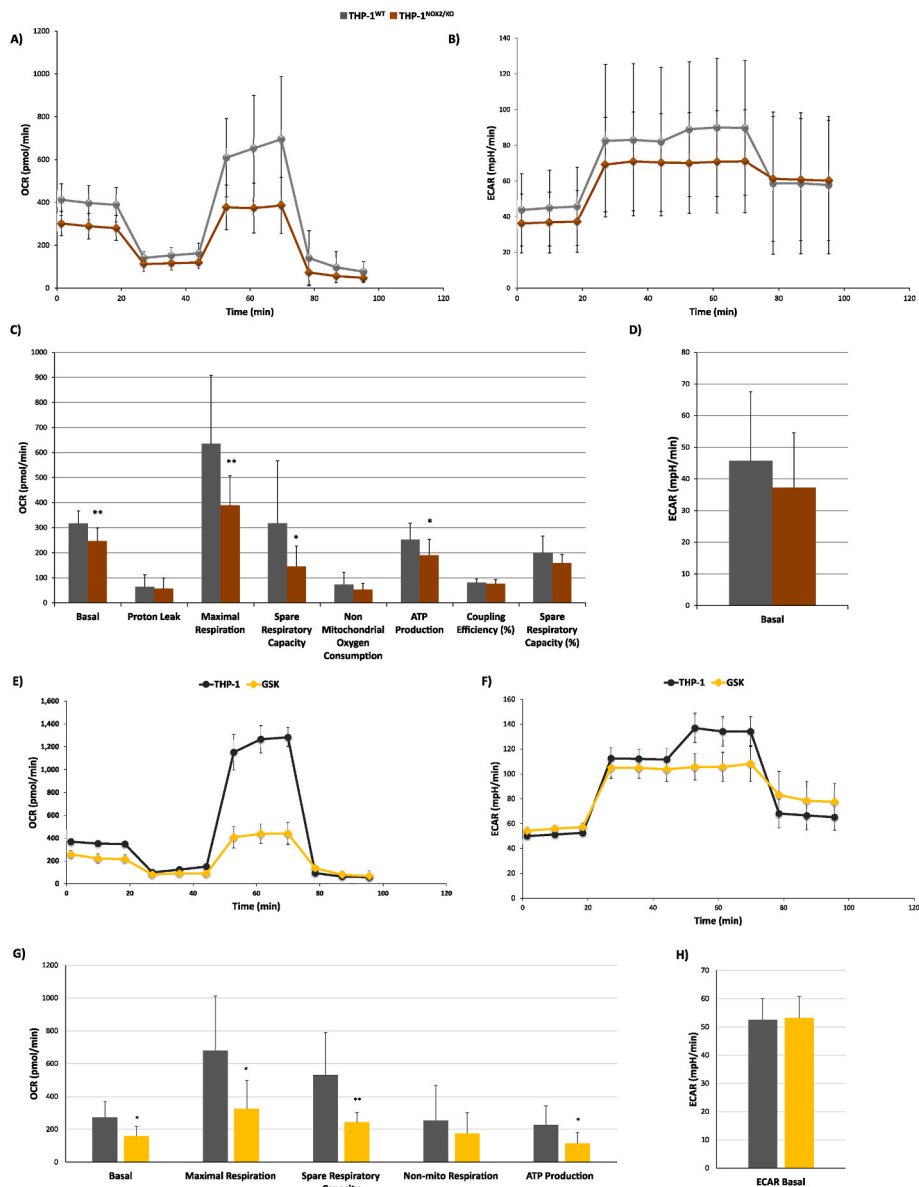 THP-1WT THP-1NOX2/KO
A)
1200
1000
800
600
400
200
0
OCR (pmol/min)
0 20 40 60 80 100 120
Time (min)
B)
140
120
100
80
60
40
20
0
ECAR (mpH/min)
0 20 40 60 80 100 120
Time (min)
C)
1000
900
800
700
600
500
400
300
200
100
0
OCR (pmol/min)
** ** * *
Basal Proton Leak Maximal Respiration Spare Respiratory Capacity Non Mitochondrial Oxygen Consumption ATP Production Coupling Efficiency (%) Spare Respiratory Capacity (%)
D)
80
70
60
50
40
30
20
10
0
ECAR (mpH/min)
Basal
E)
THP-1 GSK
1,600
1,400
1,200
1,000
800
600
400
200
0
OCR (pmol/min)
0 20 40 60 80 100 120
Time (min)
F)
THP-1 GSK
160
140
120
100
80
60
40
20
0
ECAR (mpH/min)
0 20 40 60 80 100 120
Time (min)
G)
1200
1000
800
600
400
200
0
OCR (pmol/min)
* * ** *
Basal Maximal Respiration Spare Respiratory Non-mito Respiration ATP Production
H)
70
60
50
40
30
20
10
0
ECAR (mpH/min)
ECAR Basal